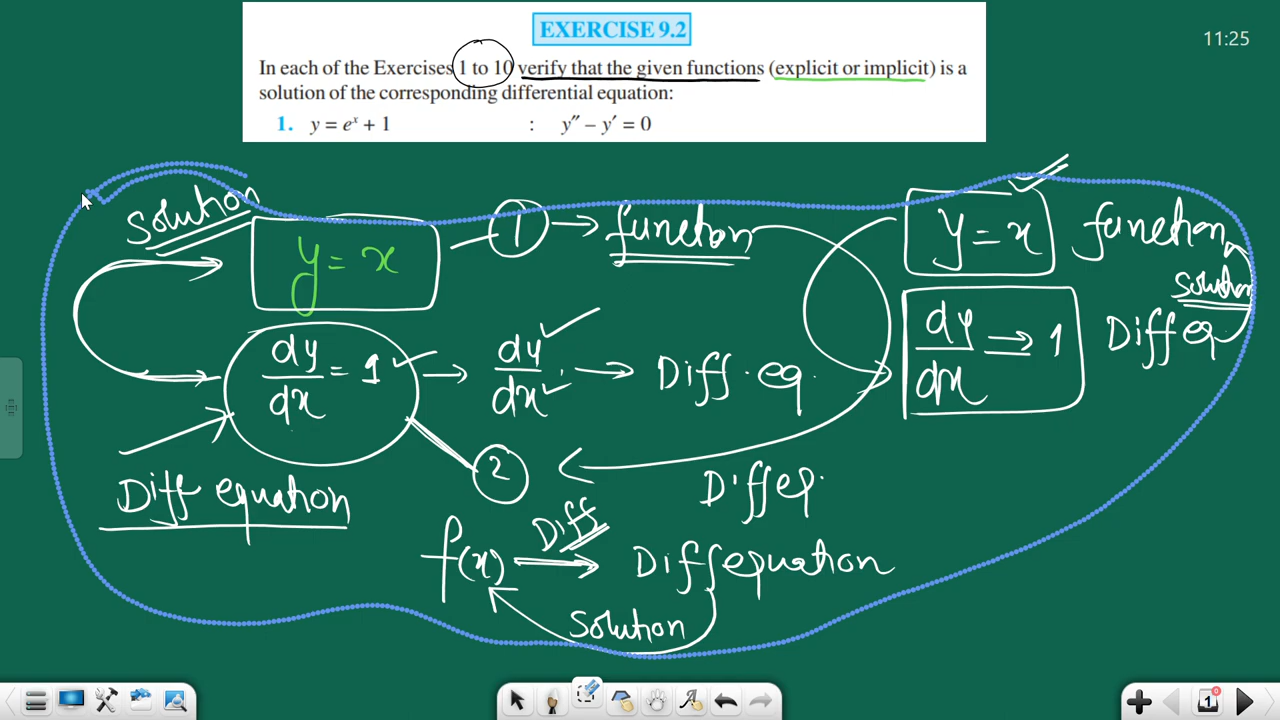 EXERCISE 9.2
11:25
In each of the Exercises 1 to 10 verify that the given functions (explicit or implicit) is a
solution of the corresponding differential equation:
1. y = eˣ + 1 : y″ – y′ = 0
Solution
y = x
1 → function
y = x function
Solution
dy/dx = 1 → dy/dx → Diff. eq.
dy/dx → 1 Diff eq
Diff equation
2
Diff eq.
f(x) Diff → Diff equation
Solution
1